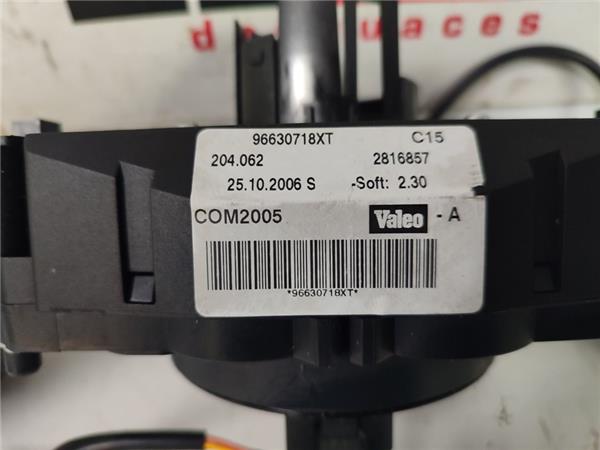 96630718XT C15
204.062 2816857
25.10.2006 S -Soft: 2.30
COM2005 Valeo - A
*96630718XT*